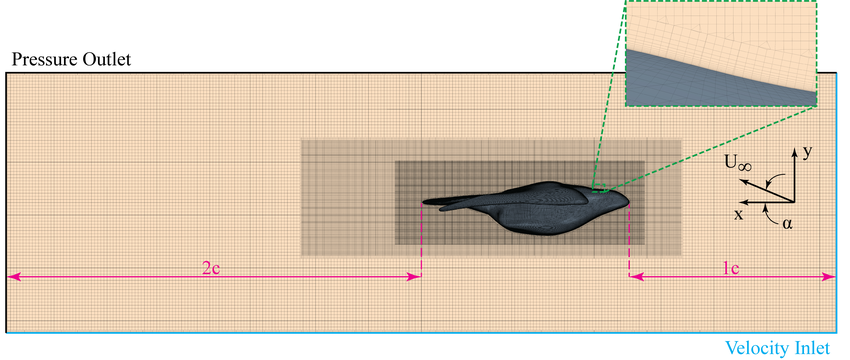 Pressure Outlet
y
U∞
x
α
2c
1c
Velocity Inlet